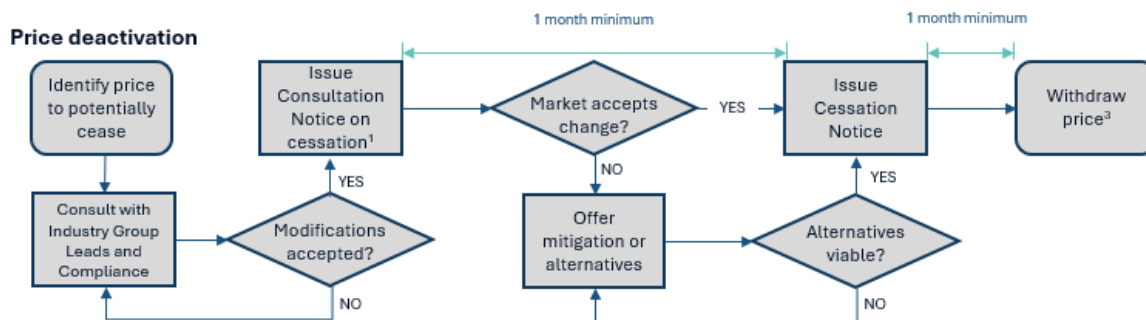 1 month minimum
1 month minimum
Price deactivation
Identify price
to potentially
cease
Issue
Consultation
Notice on
cessation¹
Market accepts
change?
YES
Issue
Cessation
Notice
Withdraw
price³
NO
YES
YES
Consult with
Industry Group
Leads and
Compliance
Modifications
accepted?
Offer
mitigation or
alternatives
Alternatives
viable?
NO
NO